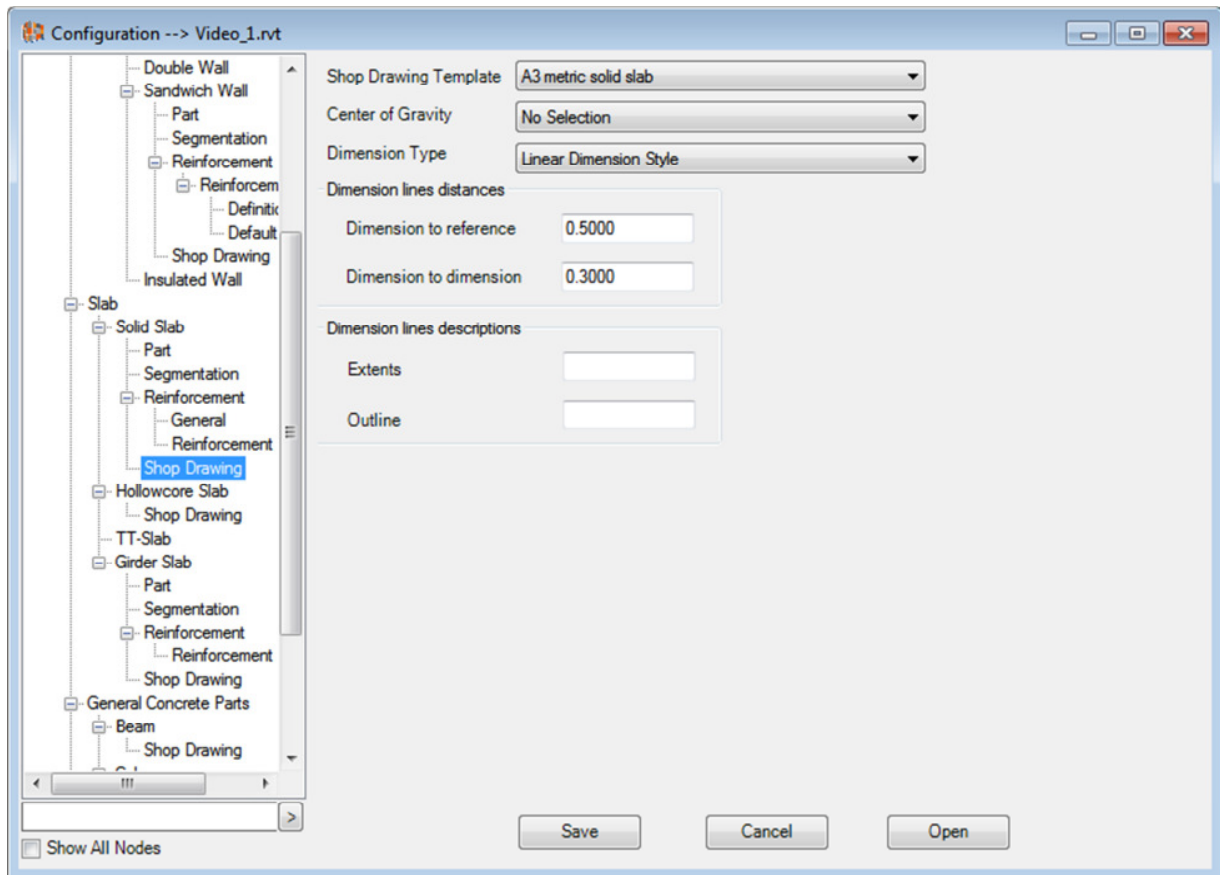 Configuration --> Video_1.rvt
Double Wall
Sandwich Wall
Part
Segmentation
Reinforcement
Reinforcem
Definitic
Default
Shop Drawing
Insulated Wall
Slab
Solid Slab
Part
Segmentation
Reinforcement
General
Reinforcement
Shop Drawing
Hollowcore Slab
Shop Drawing
TT-Slab
Girder Slab
Part
Segmentation
Reinforcement
Reinforcement
Shop Drawing
General Concrete Parts
Beam
Shop Drawing
>
Show All Nodes
Shop Drawing Template A3 metric solid slab
Center of Gravity No Selection
Dimension Type Linear Dimension Style
Dimension lines distances
Dimension to reference 0.5000
Dimension to dimension 0.3000
Dimension lines descriptions
Extents
Outline
Save Cancel Open